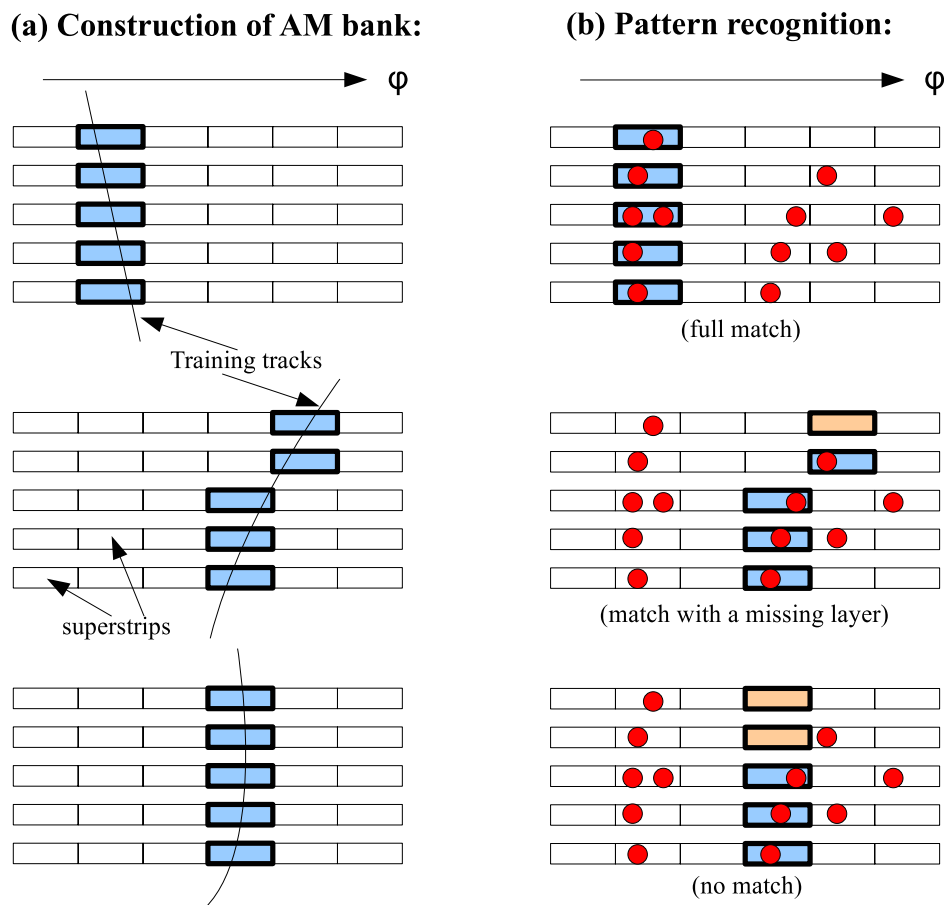 (a) Construction of AM bank:
(b) Pattern recognition:
φ
φ
(full match)
Training tracks
superstrips
(match with a missing layer)
(no match)